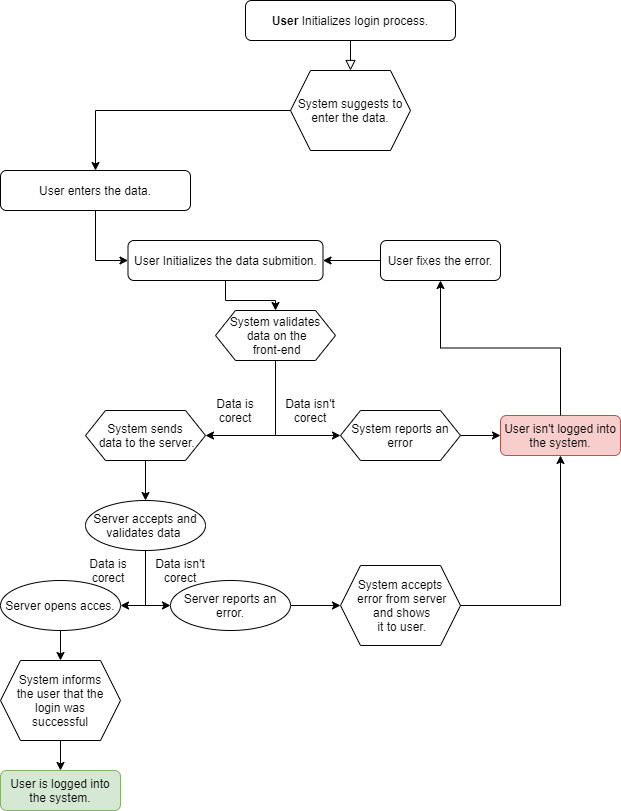 User Initializes login process.
System suggests to
enter the data.
User enters the data.
User Initializes the data submition.
User fixes the error.
System validates
data on the
front-end
Data is
corect
Data isn't
corect
System sends
data to the server.
System reports an
error
User isn't logged into
the system.
Server accepts and
validates data
Data is
corect
Data isn't
corect
Server opens acces.
Server reports an
error.
System accepts
error from server
and shows
it to user.
System informs
the user that the
login was
successful
User is logged into
the system.